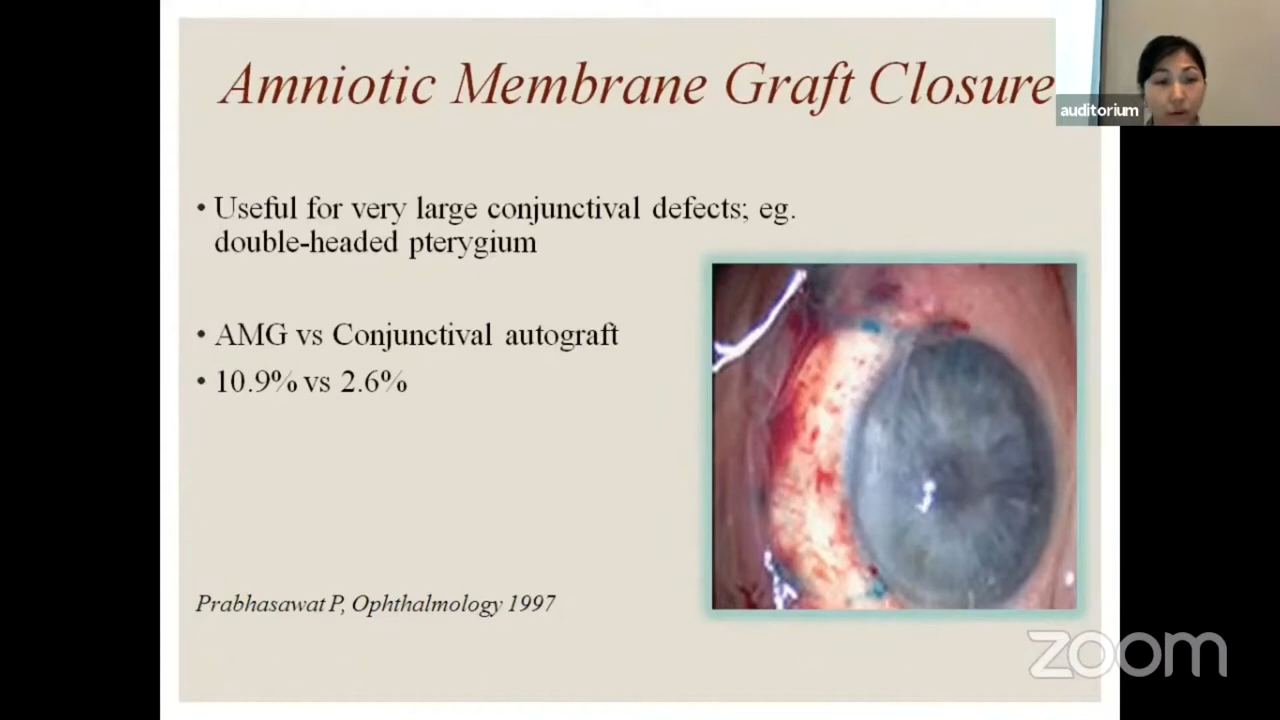 Amniotic Membrane Graft Closure
auditorium
• Useful for very large conjunctival defects; eg.
double-headed pterygium
• AMG vs Conjunctival autograft
• 10.9% vs 2.6%
Prabhasawat P, Ophthalmology 1997
zoom